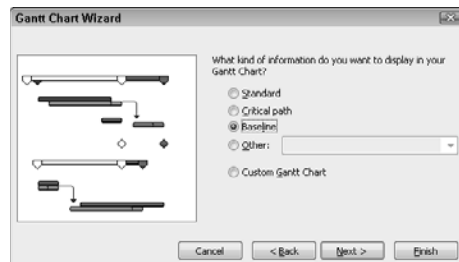 Gantt Chart Wizard
What kind of information do you want to display in your
Gantt Chart?
Standard
Critical path
Baseline
Other:
Custom Gantt Chart
Cancel
< Back
Next >
Finish